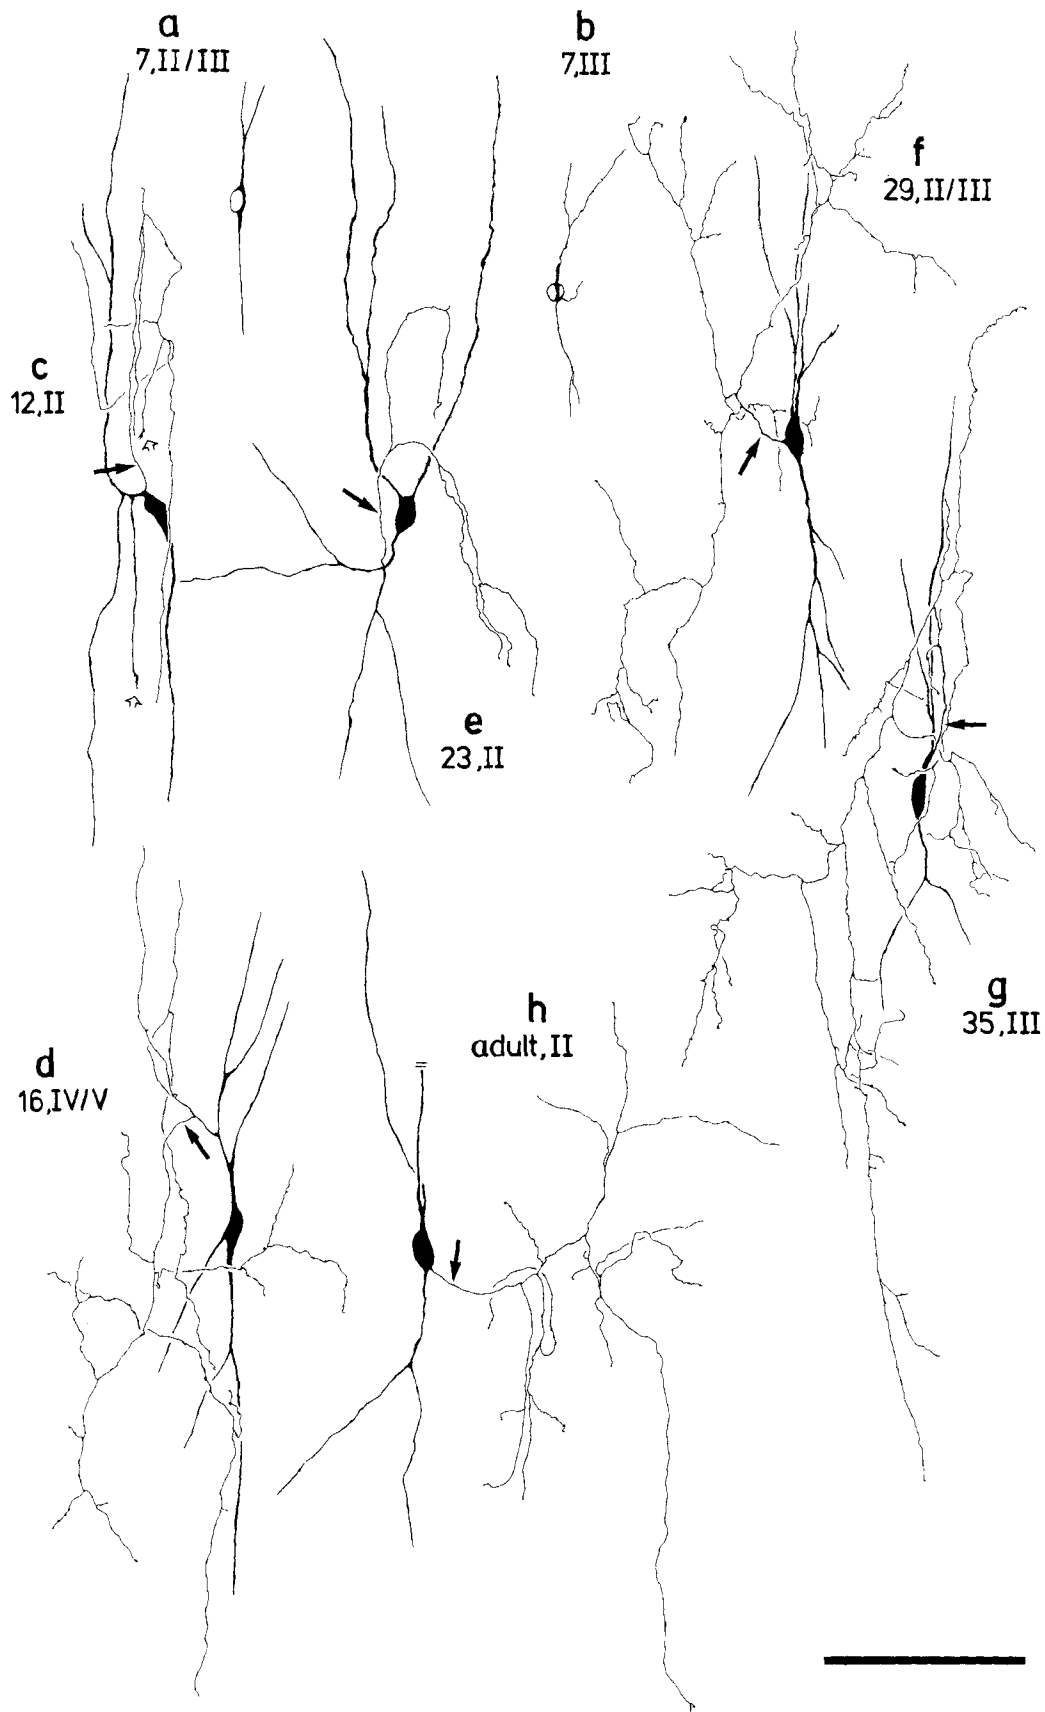 a
7,II/III
b
7,III
f
29,II/III
c
12,II
e
23,II
g
35,III
h
adult,II
d
16,IV/V